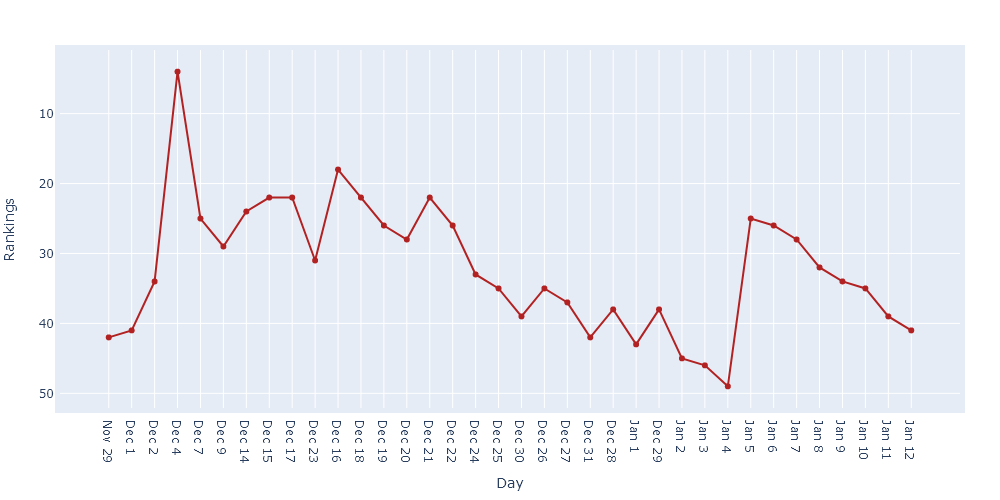 Rankings
10
20
30
40
50
Nov 29
Dec 1
Dec 2
Dec 4
Dec 7
Dec 9
Dec 14
Dec 15
Dec 17
Dec 23
Dec 16
Dec 18
Dec 19
Dec 20
Dec 21
Dec 22
Dec 24
Dec 25
Dec 30
Dec 26
Dec 27
Dec 31
Dec 28
Jan 1
Dec 29
Jan 2
Jan 3
Jan 4
Jan 5
Jan 6
Jan 7
Jan 8
Jan 9
Jan 10
Jan 11
Jan 12
Day